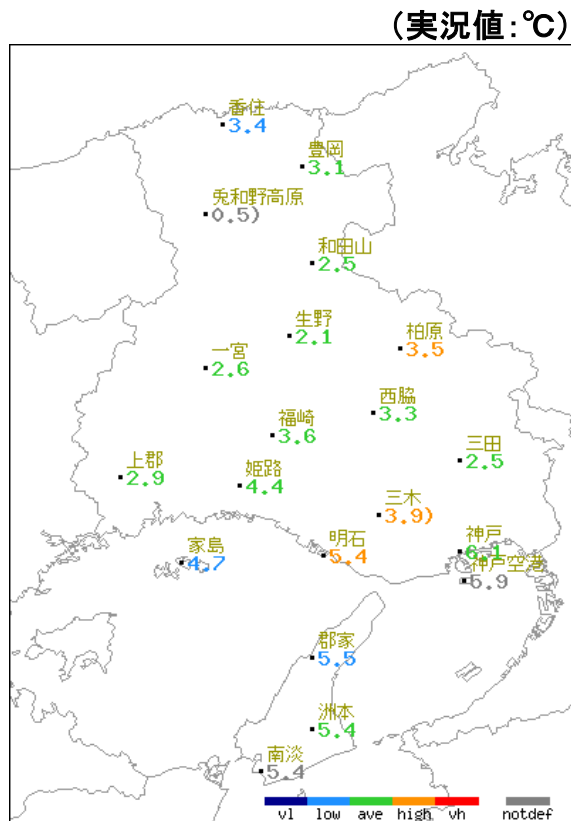 (実況値:℃)
香住
3.4
豊岡
3.1
兎和野高原
0.5)
和田山
2.5
生野
2.1
柏原
3.5
一宮
2.6
西脇
3.3
福崎
3.6
三田
2.5
上郡
2.9
姫路
4.4
三木
3.9)
明石
5.4
神戸
6.1
家島
4.7
神戸空港
5.9
郡家
5.5
洲本
5.4
南淡
5.4
vl low ave high vh notdef